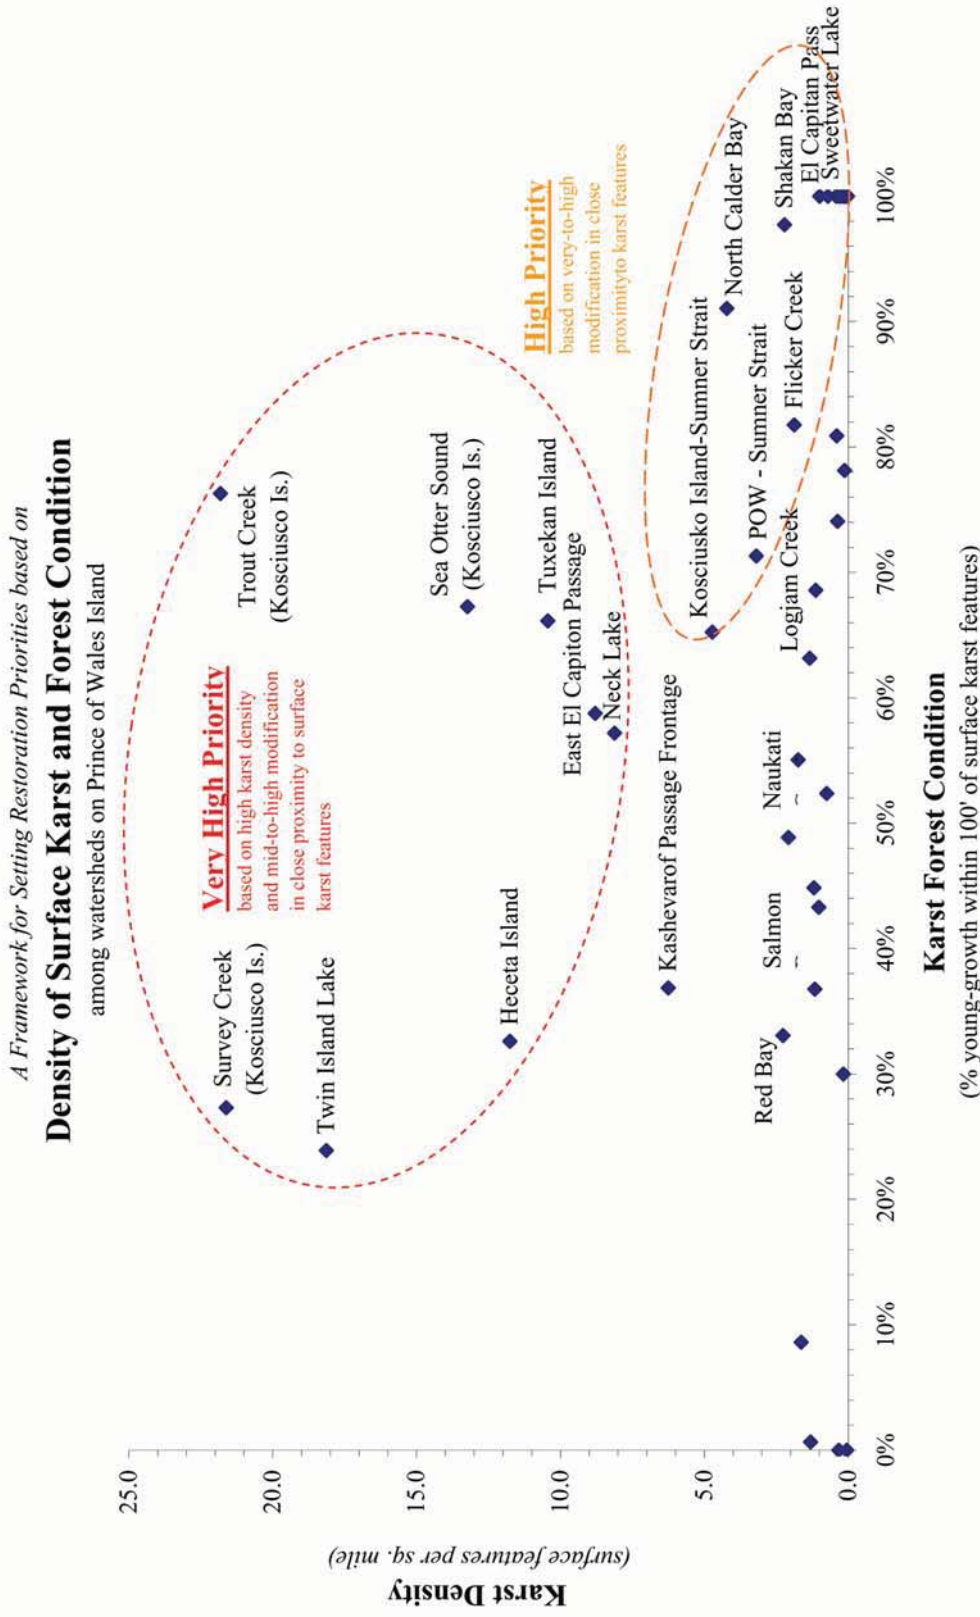 A Framework for Setting Restoration Priorities based on
Density of Surface Karst and Forest Condition
among watersheds on Prince of Wales Island
Karst Density
(surface features per sq. mile)
25.0
20.0
15.0
10.0
5.0
0.0
Very High Priority
based on high karst density
and mid-to-high modification
in close proximity to surface
karst features
Survey Creek
(Kosciusco Is.)
Twin Island Lake
Trout Creek
(Kosciusco Is.)
Sea Otter Sound
(Kosciusco Is.)
Heceta Island
Tuxekan Island
East El Capiton Passage
Neck Lake
High Priority
based on very-to-high
modification in close
proximityto karst features
Kashevarof Passage Frontage
Kosciusko Island-Sumner Strait
North Calder Bay
POW - Sumner Strait
Shakan Bay
Flicker Creek
El Capitan Pass
Sweetwater Lake
Red Bay
Salmon
Naukati
Logjam Creek
0%
10%
20%
30%
40%
50%
60%
70%
80%
90%
100%
Karst Forest Condition
(% young-growth within 100' of surface karst features)